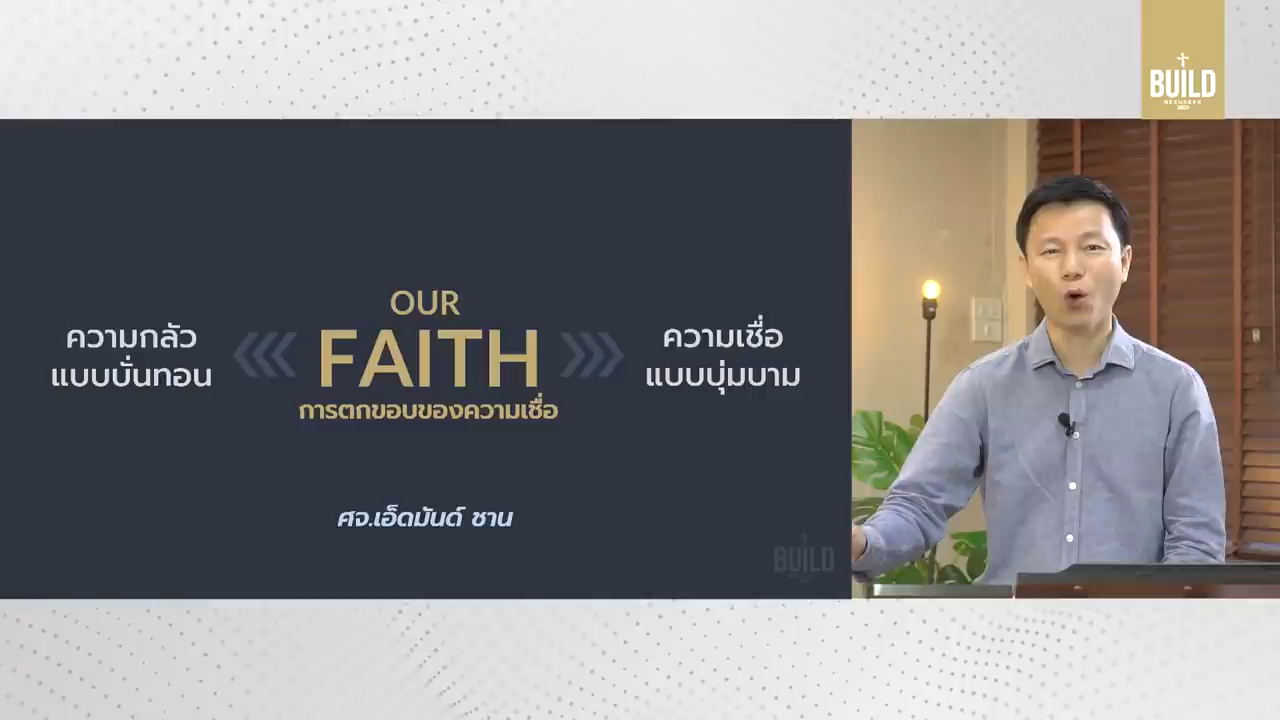 BUILD
NEXUSBKK
2021
ความกลัว
แบบบั่นทอน
OUR
FAITH
การตกขอบของความเชื่อ
ความเชื่อ
แบบบุ่มบาม
ศจ.เอ็ดมันด์ ชาน
BUILD